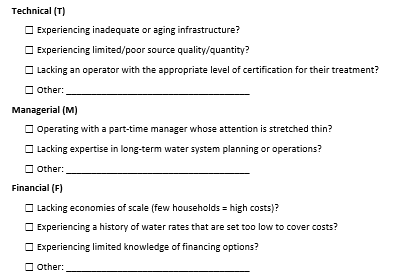 Technical (T)
☐ Experiencing inadequate or aging infrastructure?
☐ Experiencing limited/poor source quality/quantity?
☐ Lacking an operator with the appropriate level of certification for their treatment?
☐ Other: ____________________________________
Managerial (M)
☐ Operating with a part-time manager whose attention is stretched thin?
☐ Lacking expertise in long-term water system planning or operations?
☐ Other: ____________________________________
Financial (F)
☐ Lacking economies of scale (few households = high costs)?
☐ Experiencing a history of water rates that are set too low to cover costs?
☐ Experiencing limited knowledge of financing options?
☐ Other: ____________________________________